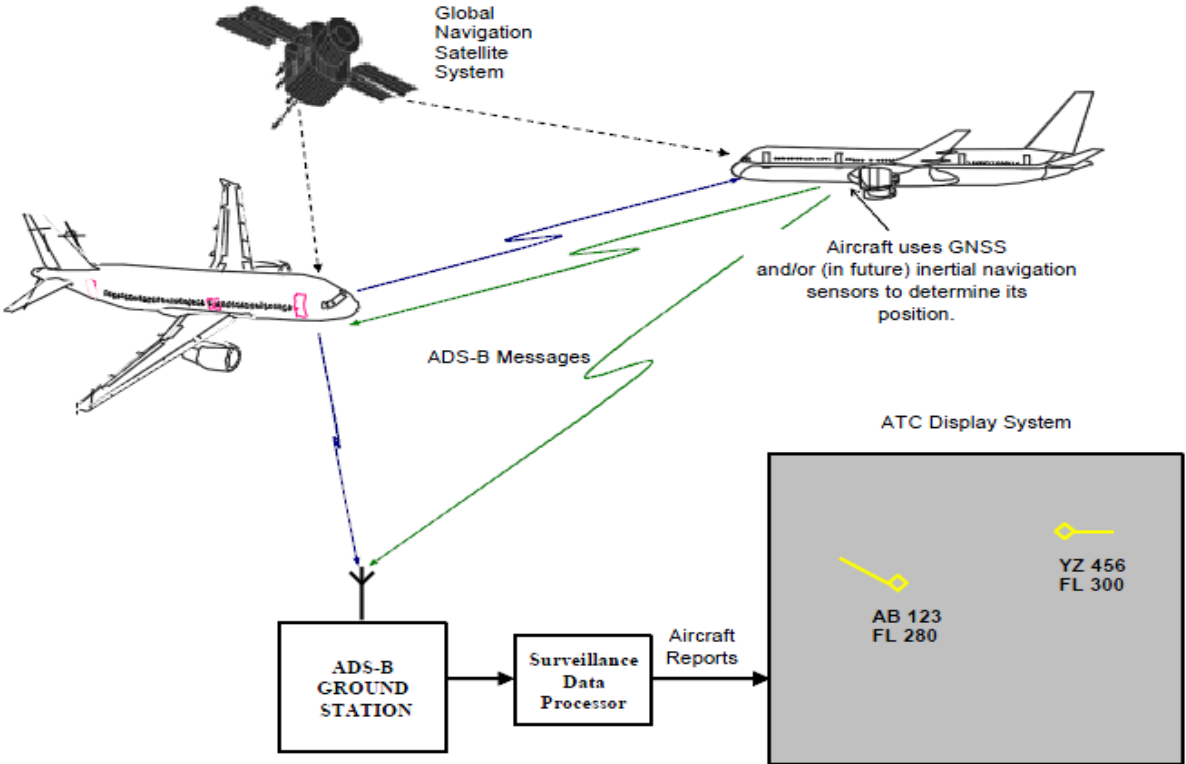 Global
Navigation
Satellite
System
Aircraft uses GNSS
and/or (in future) inertial navigation
sensors to determine its
position.
ADS-B Messages
ATC Display System
YZ 456
FL 300
AB 123
FL 280
ADS-B
GROUND
STATION
Surveillance
Data
Processor
Aircraft
Reports